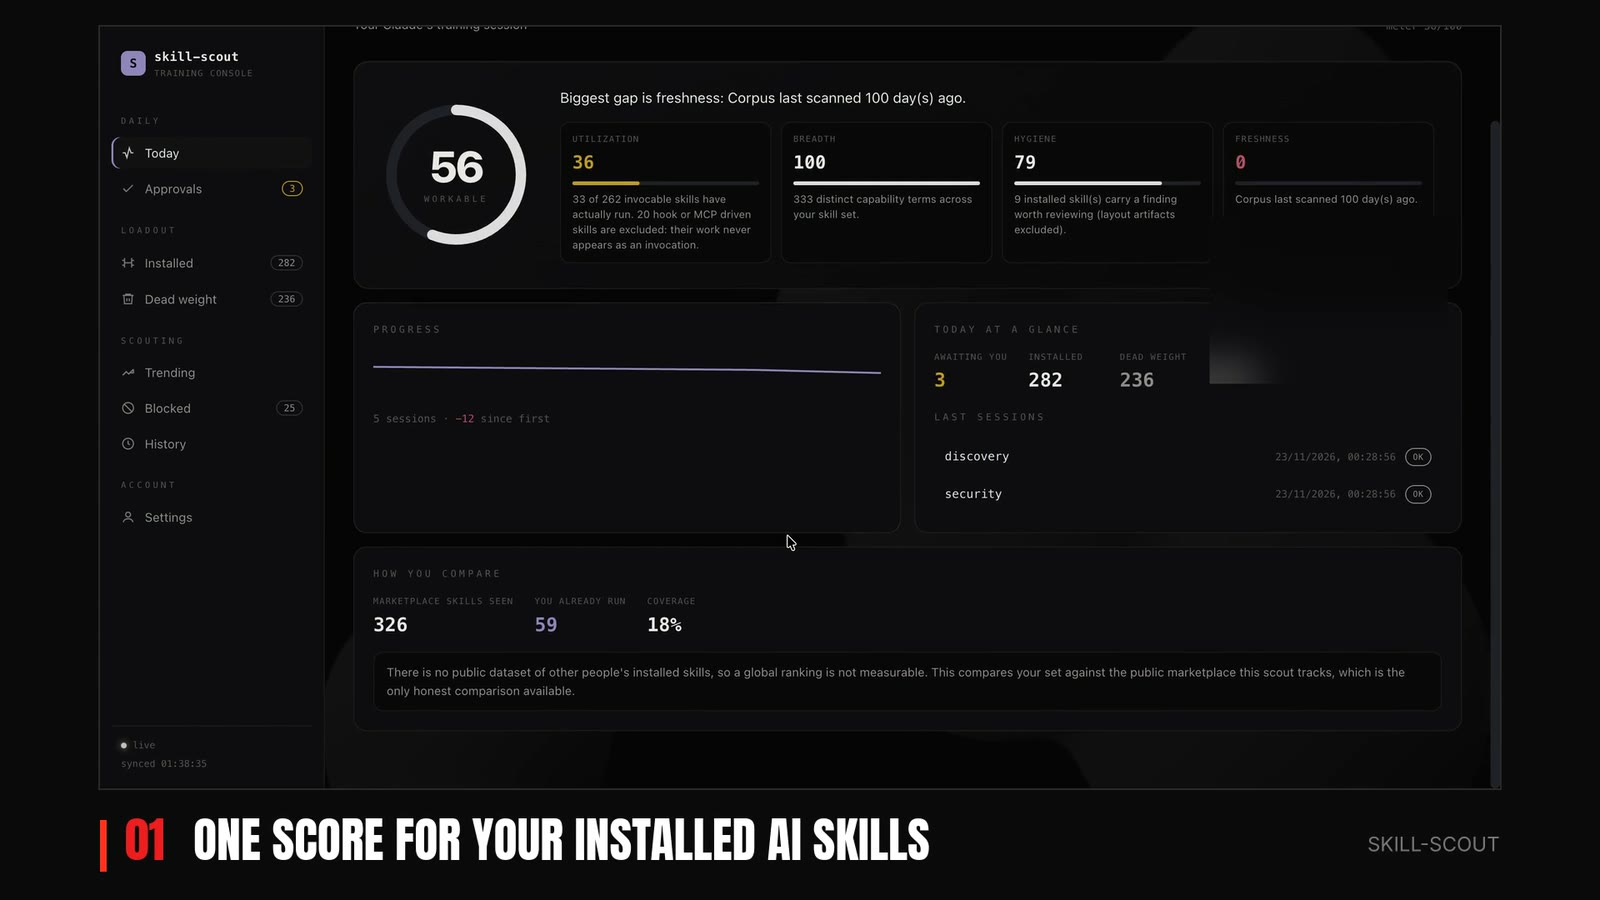 Your Claude's training session
meter 56/100
S
skill-scout
TRAINING CONSOLE
DAILY
Today
Approvals
3
LOADOUT
Installed
282
Dead weight
236
SCOUTING
Trending
Blocked
25
History
ACCOUNT
Settings
live
synced 01:38:35
56
WORKABLE
Biggest gap is freshness: Corpus last scanned 100 day(s) ago.
UTILIZATION
36
33 of 262 invocable skills have
actually run. 20 hook or MCP driven
skills are excluded: their work never
appears as an invocation.
BREADTH
100
333 distinct capability terms across
your skill set.
HYGIENE
79
9 installed skill(s) carry a finding
worth reviewing (layout artifacts
excluded).
FRESHNESS
0
Corpus last scanned 100 day(s) ago.
PROGRESS
5 sessions · −12 since first
TODAY AT A GLANCE
AWAITING YOU
3
INSTALLED
282
DEAD WEIGHT
236
LAST SESSIONS
discovery
23/11/2026, 00:28:56
OK
security
23/11/2026, 00:28:56
OK
HOW YOU COMPARE
MARKETPLACE SKILLS SEEN
326
YOU ALREADY RUN
59
COVERAGE
18%
There is no public dataset of other people's installed skills, so a global ranking is not measurable. This compares your set against the public marketplace this scout tracks, which is the
only honest comparison available.
01 ONE SCORE FOR YOUR INSTALLED AI SKILLS
SKILL-SCOUT